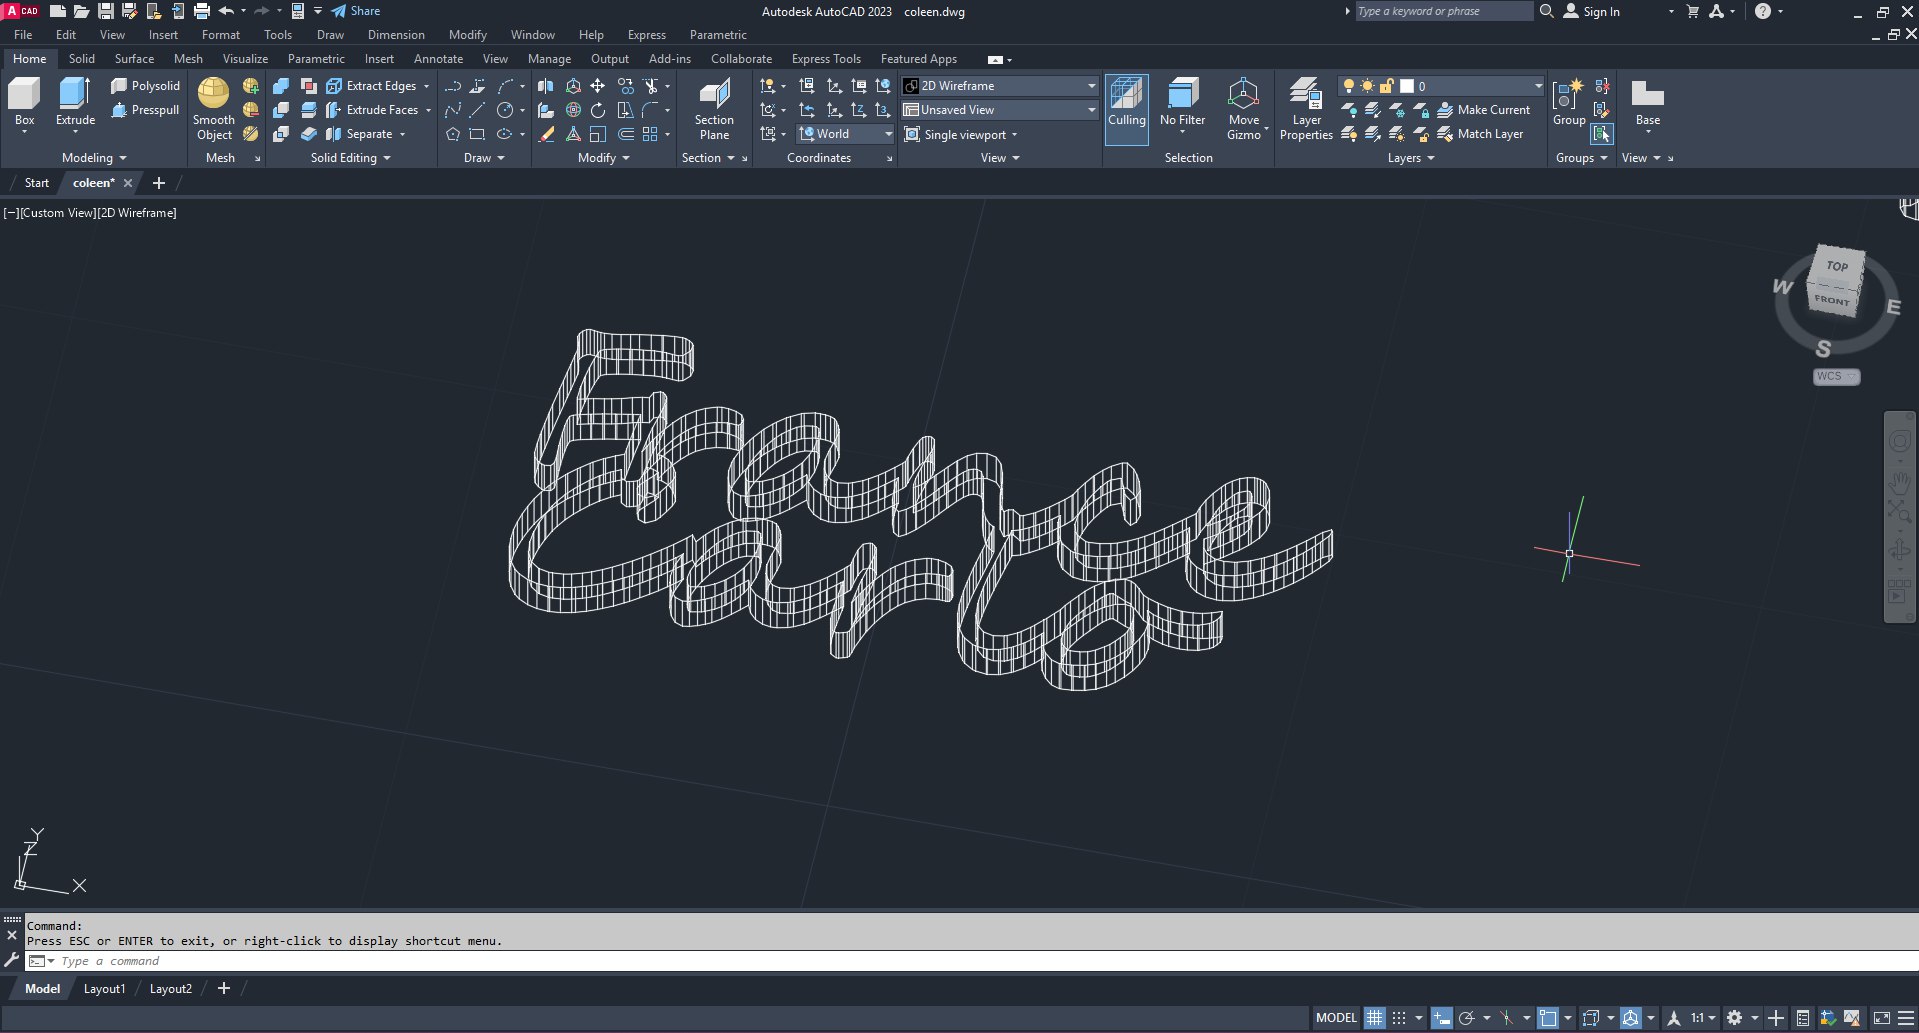 A CAD Share Autodesk AutoCAD 2023 coleen.dwg Type a keyword or phrase Sign In
File Edit View Insert Format Tools Draw Dimension Modify Window Help Express Parametric
Home Solid Surface Mesh Visualize Parametric Insert Annotate View Manage Output Add-ins Collaborate Express Tools Featured Apps
Polysolid Extract Edges 2D Wireframe 0
Presspull Extrude Faces Unsaved View Make Current
Box Extrude Smooth Object Separate Section Plane World Single viewport Culling No Filter Move Gizmo Layer Properties Match Layer Group Base
Modeling Mesh Solid Editing Draw Modify Section Coordinates View Selection Layers Groups View
Start coleen*
[−][Custom View][2D Wireframe]
TOP
FRONT
W E
S
WCS
France
Y
Z
X
Command:
Press ESC or ENTER to exit, or right-click to display shortcut menu.
Type a command
Model Layout1 Layout2
MODEL 1:1